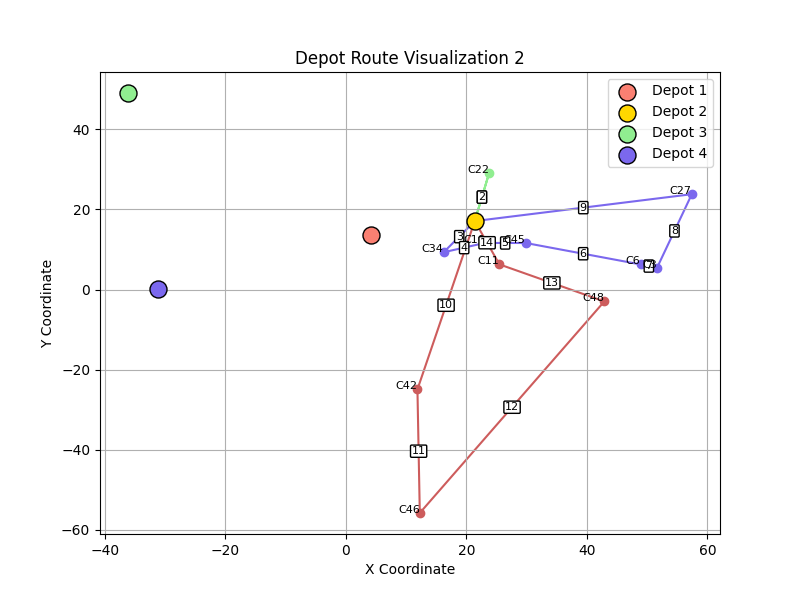 Depot Route Visualization 2
Depot 1
Depot 2
Depot 3
Depot 4
Y Coordinate
40
20
0
−20
−40
−60
C22
2
C27
9
8
C34
3
4
14
5
C45
6
C6
7
C11
13
C48
10
C42
12
11
C46
−40
−20
0
20
40
60
X Coordinate